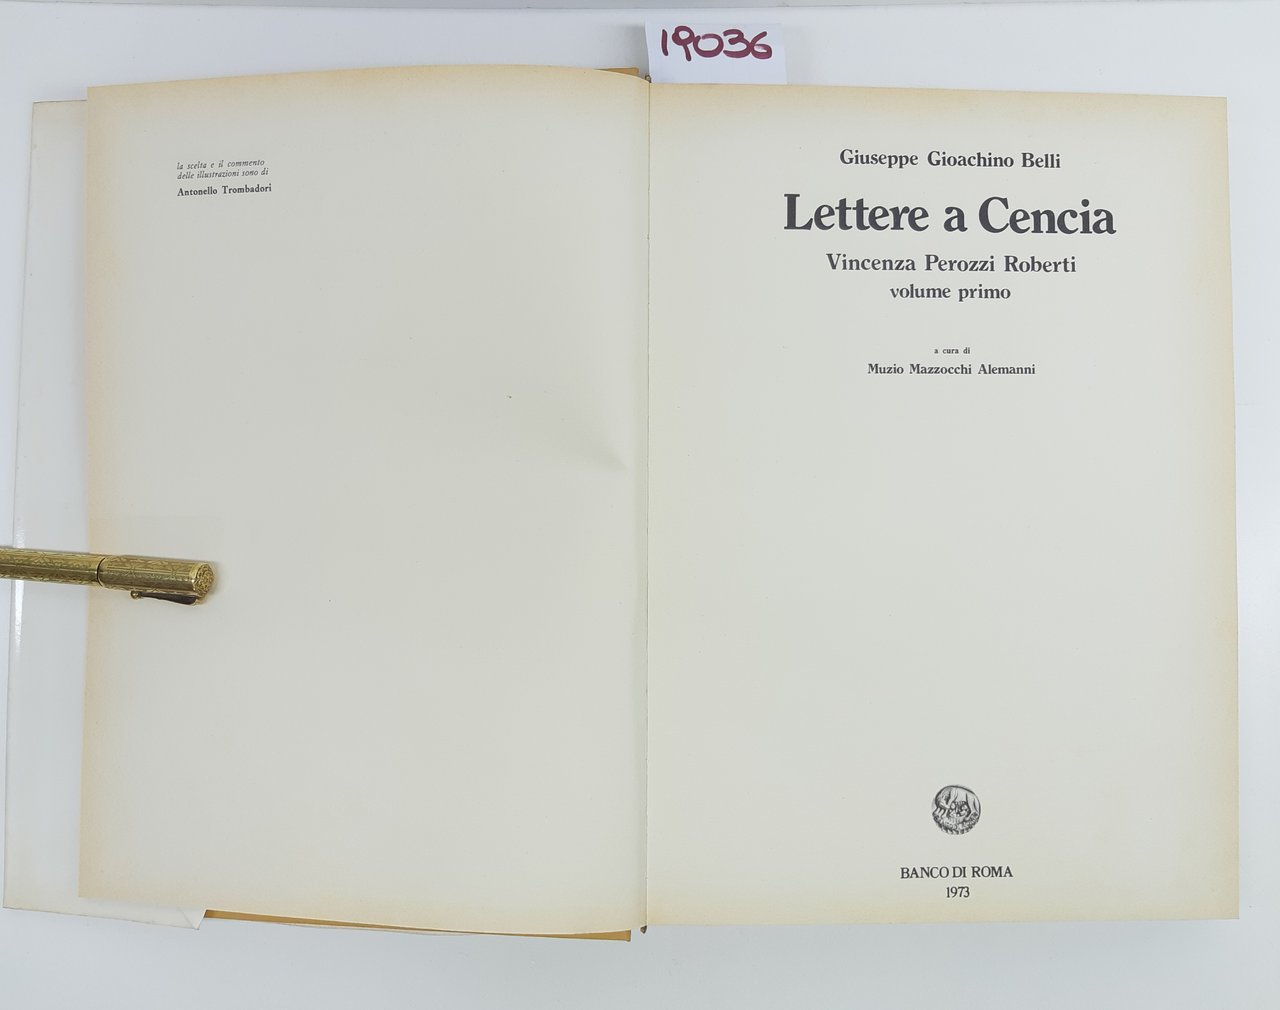 19036
la scelta e il commento
delle illustrazioni sono di
Antonello Trombadori
Giuseppe Gioachino Belli
Lettere a Cencia
Vincenza Perozzi Roberti
volume primo
a cura di
Muzio Mazzocchi Alemanni
BANCO DI ROMA
1973